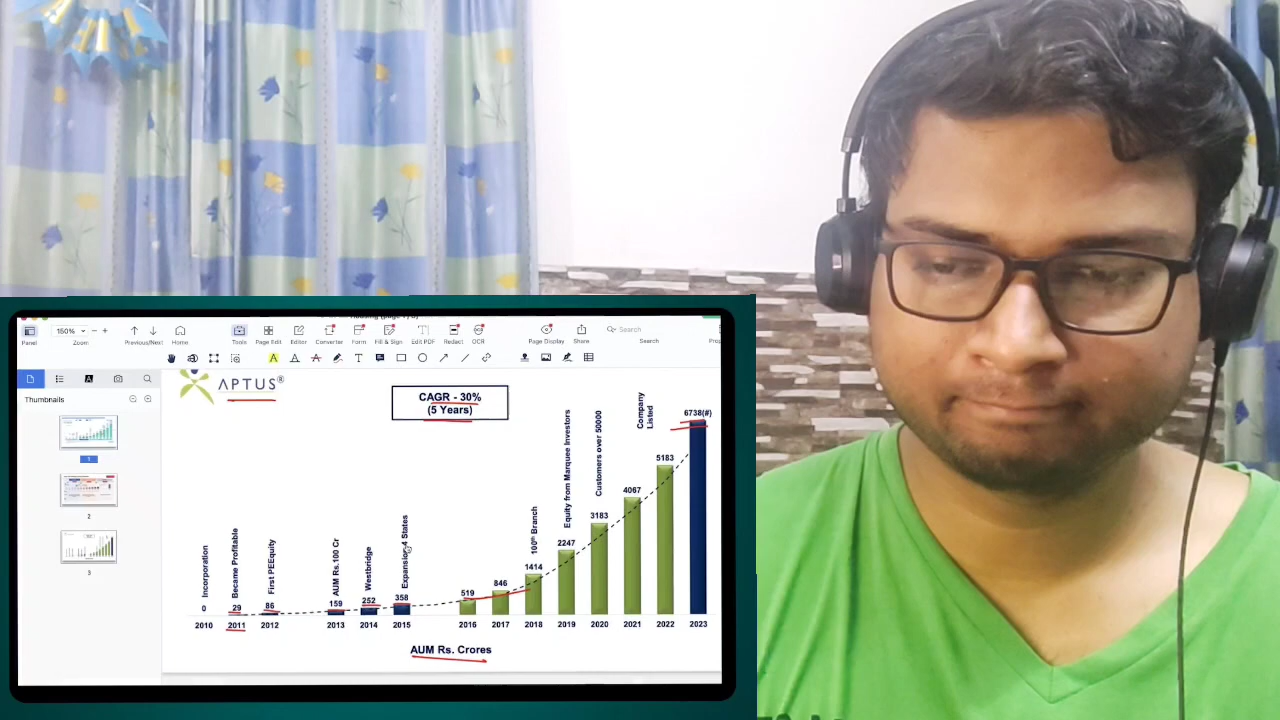 Panel
150%
Zoom
Previous/Next
Home
Tools
Page Edit
Editor
Converter
Form
Fill & Sign
Edit PDF
Redact
OCR
Page Display
Share
Search
Search
Thumbnails
1
2
3
APTUS®
CAGR - 30%
(5 Years)
Incorporation
Became Profitable
First PEEquity
AUM Rs.100 Cr
Westbridge
Expansion-4 States
100th Branch
Equity from Marquee Investors
Customers over 50000
Company
Listed
0
29
86
159
252
358
519
846
1414
2247
3183
4067
5183
6738(#)
2010 2011 2012 2013 2014 2015 2016 2017 2018 2019 2020 2021 2022 2023
AUM Rs. Crores